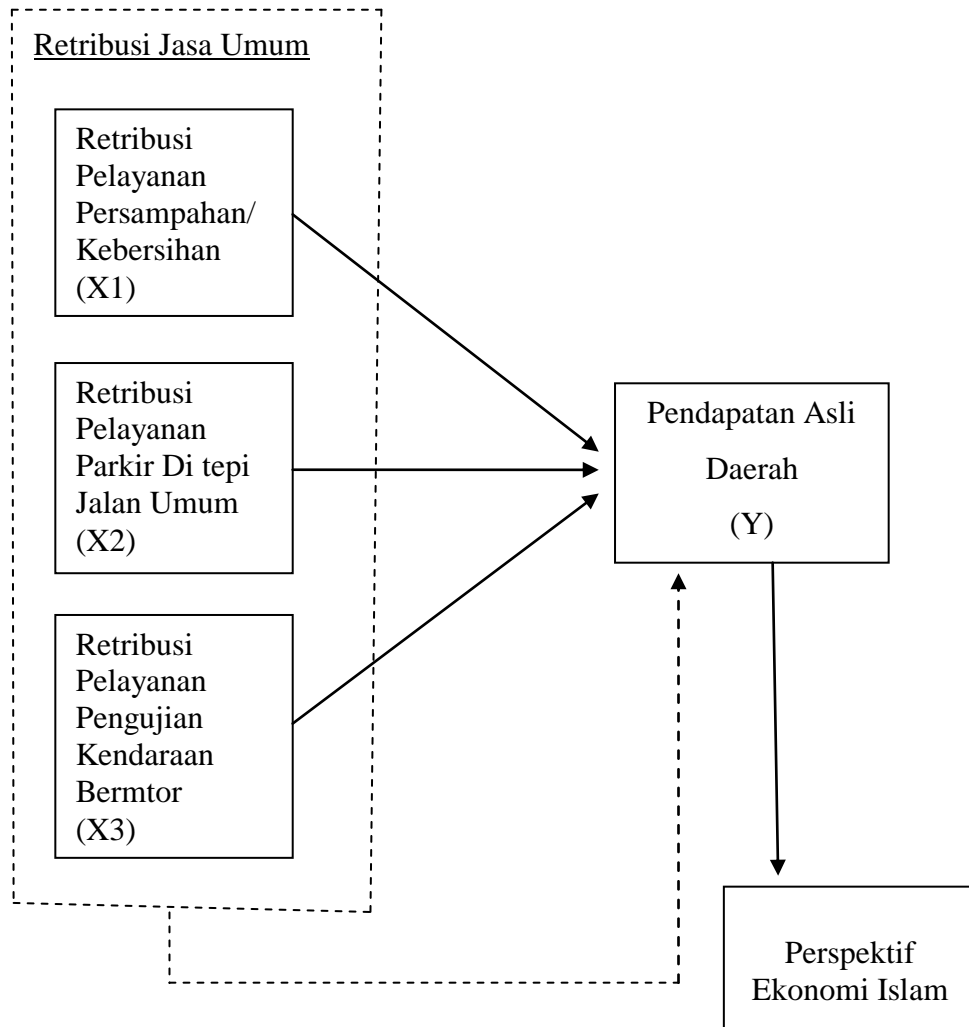 Retribusi Jasa Umum
Retribusi
Pelayanan
Persampahan/
Kebersihan
(X1)
Retribusi
Pelayanan
Parkir Di tepi
Jalan Umum
(X2)
Retribusi
Pelayanan
Pengujian
Kendaraan
Bermtor
(X3)
Pendapatan Asli
Daerah
(Y)
Perspektif
Ekonomi Islam